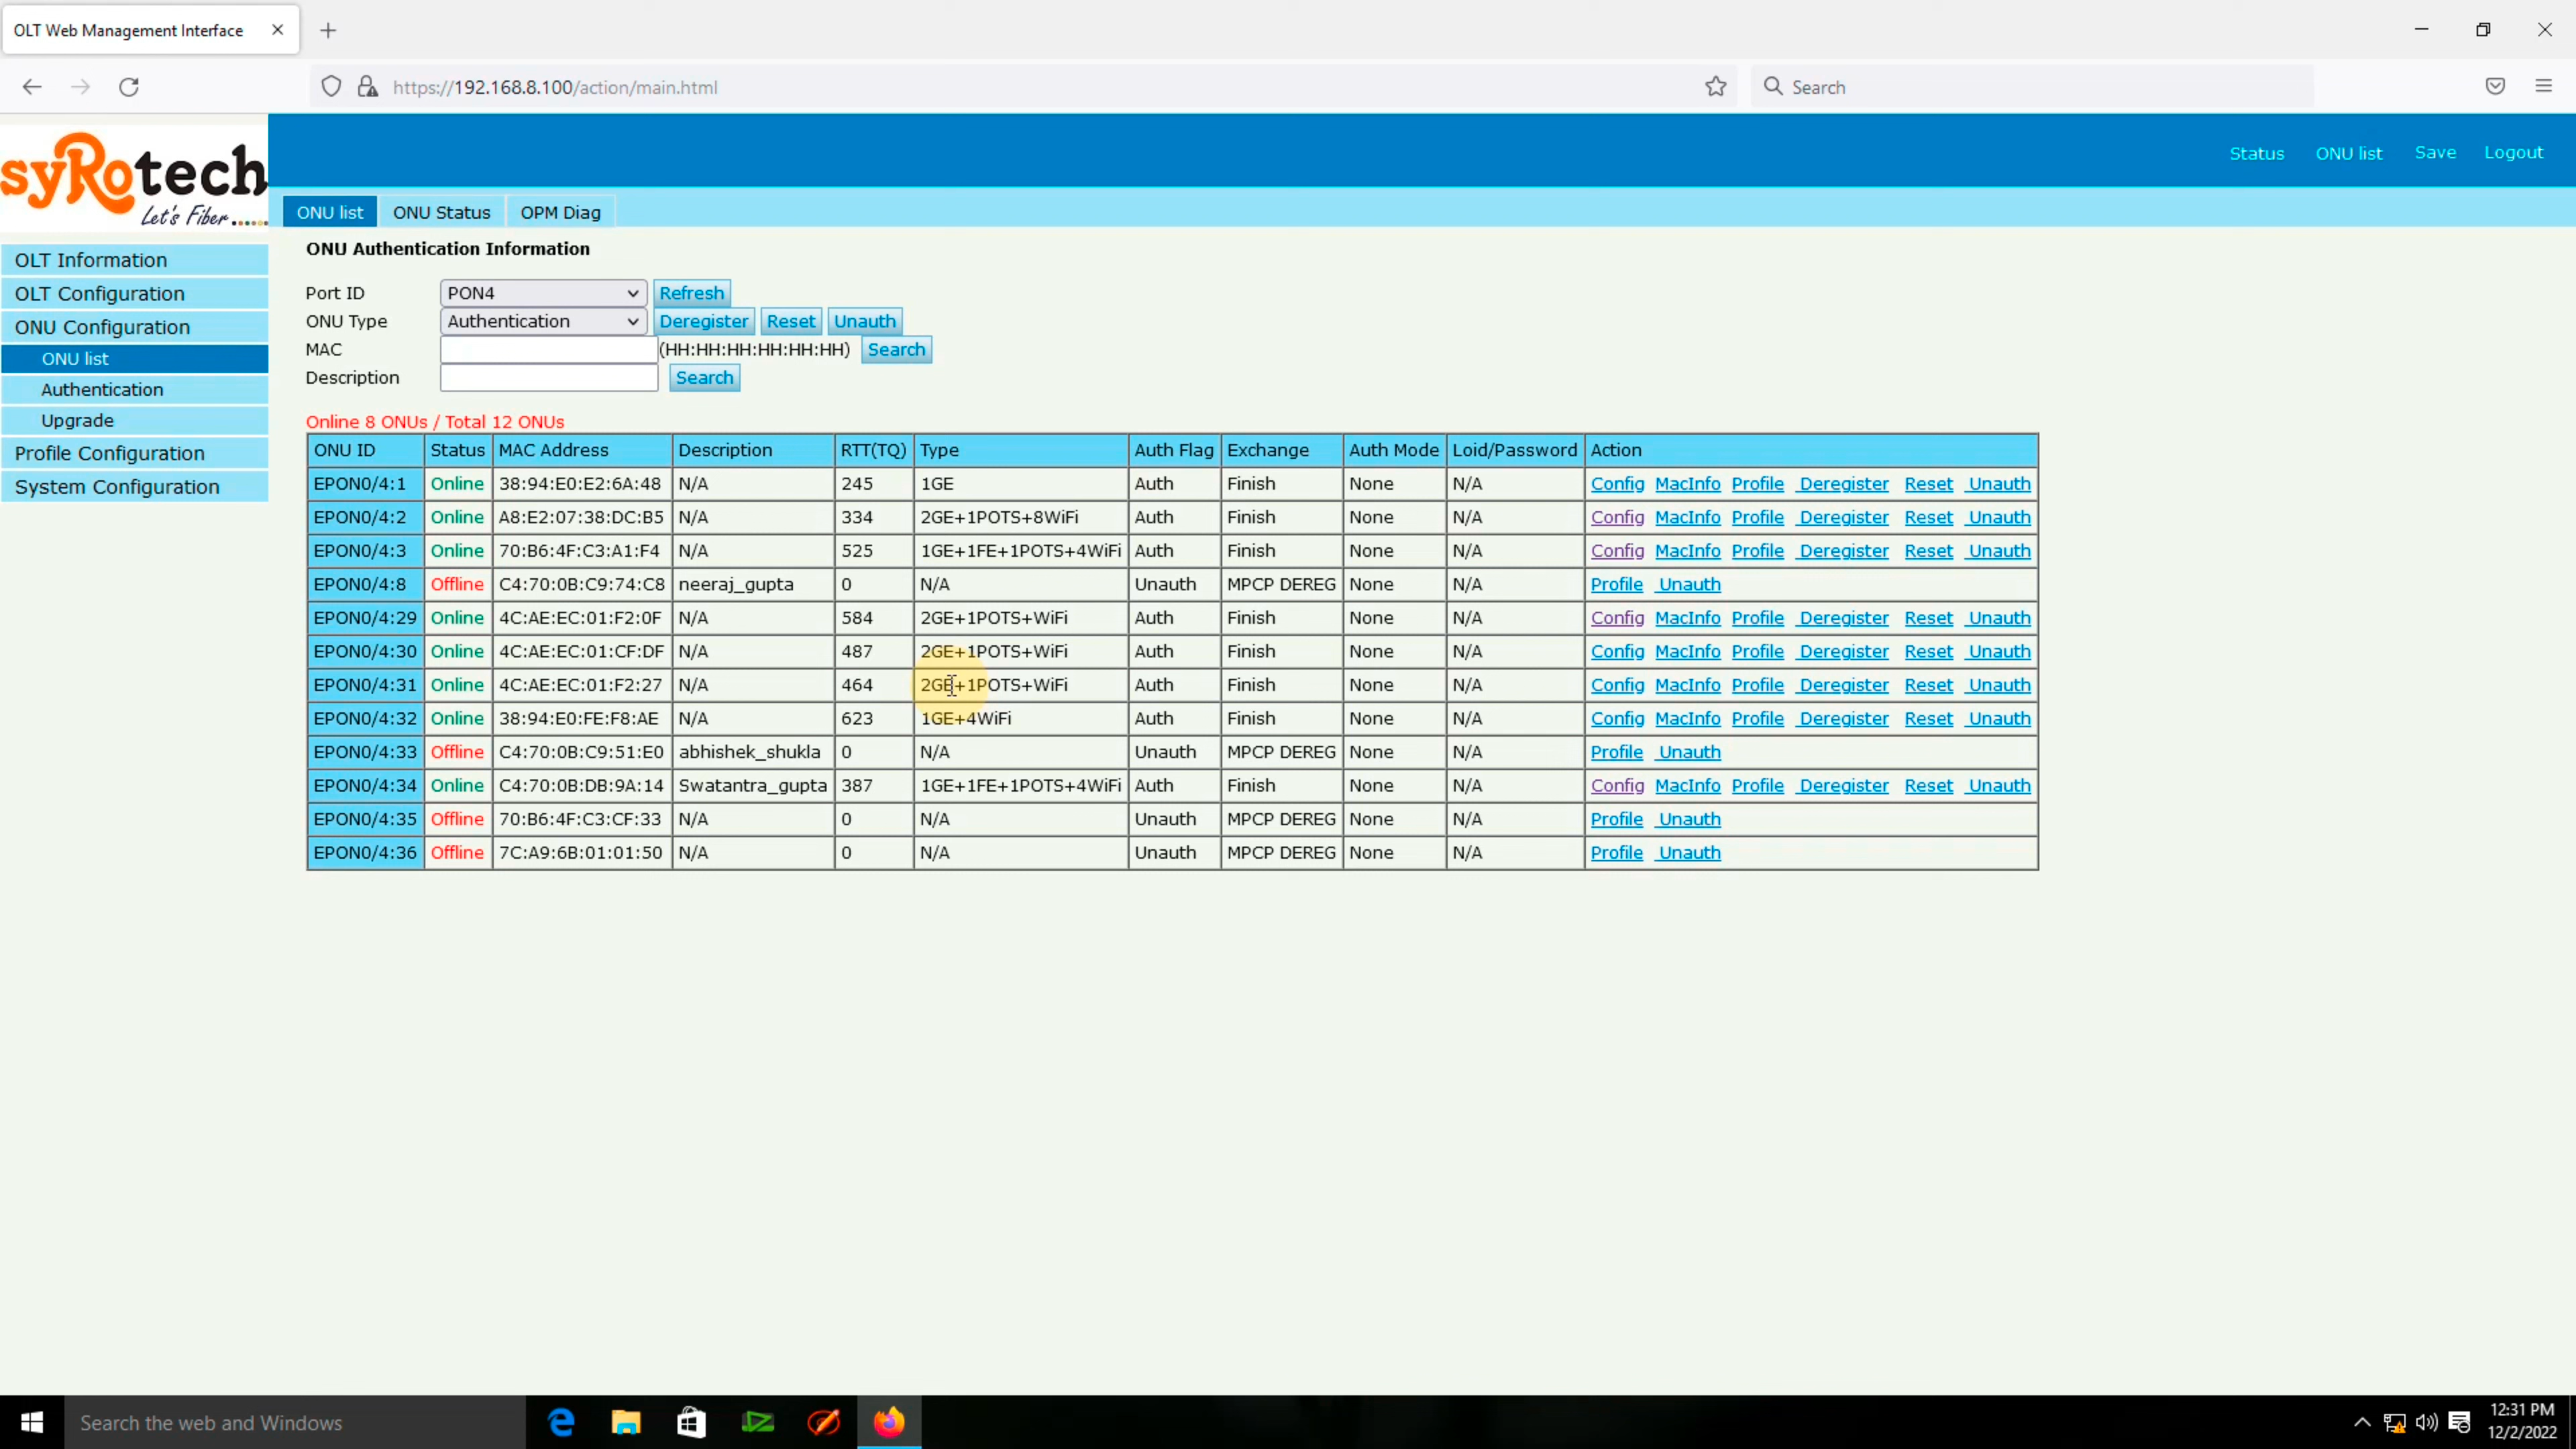 OLT Web Management Interface
https://192.168.8.100/action/main.html
Search
syRotech
Let's Fiber.....
Status ONU list Save Logout
ONU list ONU Status OPM Diag
OLT Information
OLT Configuration
ONU Configuration
ONU list
Authentication
Upgrade
Profile Configuration
System Configuration
ONU Authentication Information
Port ID PON4 Refresh
ONU Type Authentication Deregister Reset Unauth
MAC (HH:HH:HH:HH:HH:HH) Search
Description Search
Online 8 ONUs / Total 12 ONUs
ONU ID Status MAC Address Description RTT(TQ) Type Auth Flag Exchange Auth Mode Loid/Password Action
EPON0/4:1 Online 38:94:E0:E2:6A:48 N/A 245 1GE Auth Finish None N/A Config MacInfo Profile Deregister Reset Unauth
EPON0/4:2 Online A8:E2:07:38:DC:B5 N/A 334 2GE+1POTS+8WiFi Auth Finish None N/A Config MacInfo Profile Deregister Reset Unauth
EPON0/4:3 Online 70:B6:4F:C3:A1:F4 N/A 525 1GE+1FE+1POTS+4WiFi Auth Finish None N/A Config MacInfo Profile Deregister Reset Unauth
EPON0/4:8 Offline C4:70:0B:C9:74:C8 neeraj_gupta 0 N/A Unauth MPCP DEREG None N/A Profile Unauth
EPON0/4:29 Online 4C:AE:EC:01:F2:0F N/A 584 2GE+1POTS+WiFi Auth Finish None N/A Config MacInfo Profile Deregister Reset Unauth
EPON0/4:30 Online 4C:AE:EC:01:CF:DF N/A 487 2GE+1POTS+WiFi Auth Finish None N/A Config MacInfo Profile Deregister Reset Unauth
EPON0/4:31 Online 4C:AE:EC:01:F2:27 N/A 464 2GE+1POTS+WiFi Auth Finish None N/A Config MacInfo Profile Deregister Reset Unauth
EPON0/4:32 Online 38:94:E0:FE:F8:AE N/A 623 1GE+4WiFi Auth Finish None N/A Config MacInfo Profile Deregister Reset Unauth
EPON0/4:33 Offline C4:70:0B:C9:51:E0 abhishek_shukla 0 N/A Unauth MPCP DEREG None N/A Profile Unauth
EPON0/4:34 Online C4:70:0B:DB:9A:14 Swatantra_gupta 387 1GE+1FE+1POTS+4WiFi Auth Finish None N/A Config MacInfo Profile Deregister Reset Unauth
EPON0/4:35 Offline 70:B6:4F:C3:CF:33 N/A 0 N/A Unauth MPCP DEREG None N/A Profile Unauth
EPON0/4:36 Offline 7C:A9:6B:01:01:50 N/A 0 N/A Unauth MPCP DEREG None N/A Profile Unauth
Search the web and Windows
12:31 PM
12/2/2022